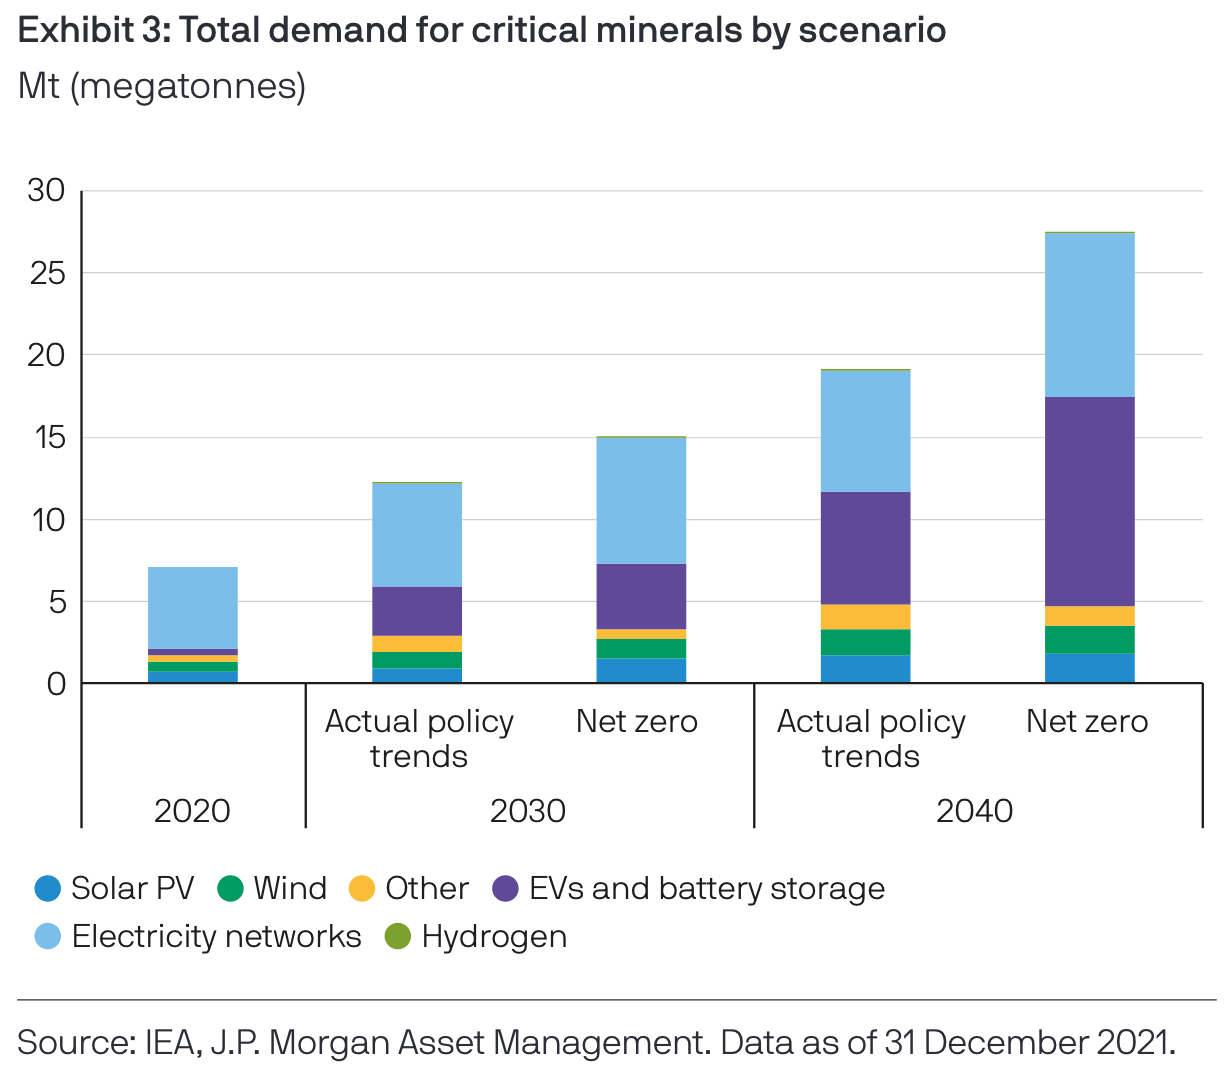 Exhibit 3: Total demand for critical minerals by scenario
Mt (megatonnes)
30
25
20
15
10
5
0
Actual policy
trends
Net zero
Actual policy
trends
Net zero
2020
2030
2040
Solar PV
Wind
Other
EVs and battery storage
Electricity networks
Hydrogen
Source: IEA, J.P. Morgan Asset Management. Data as of 31 December 2021.